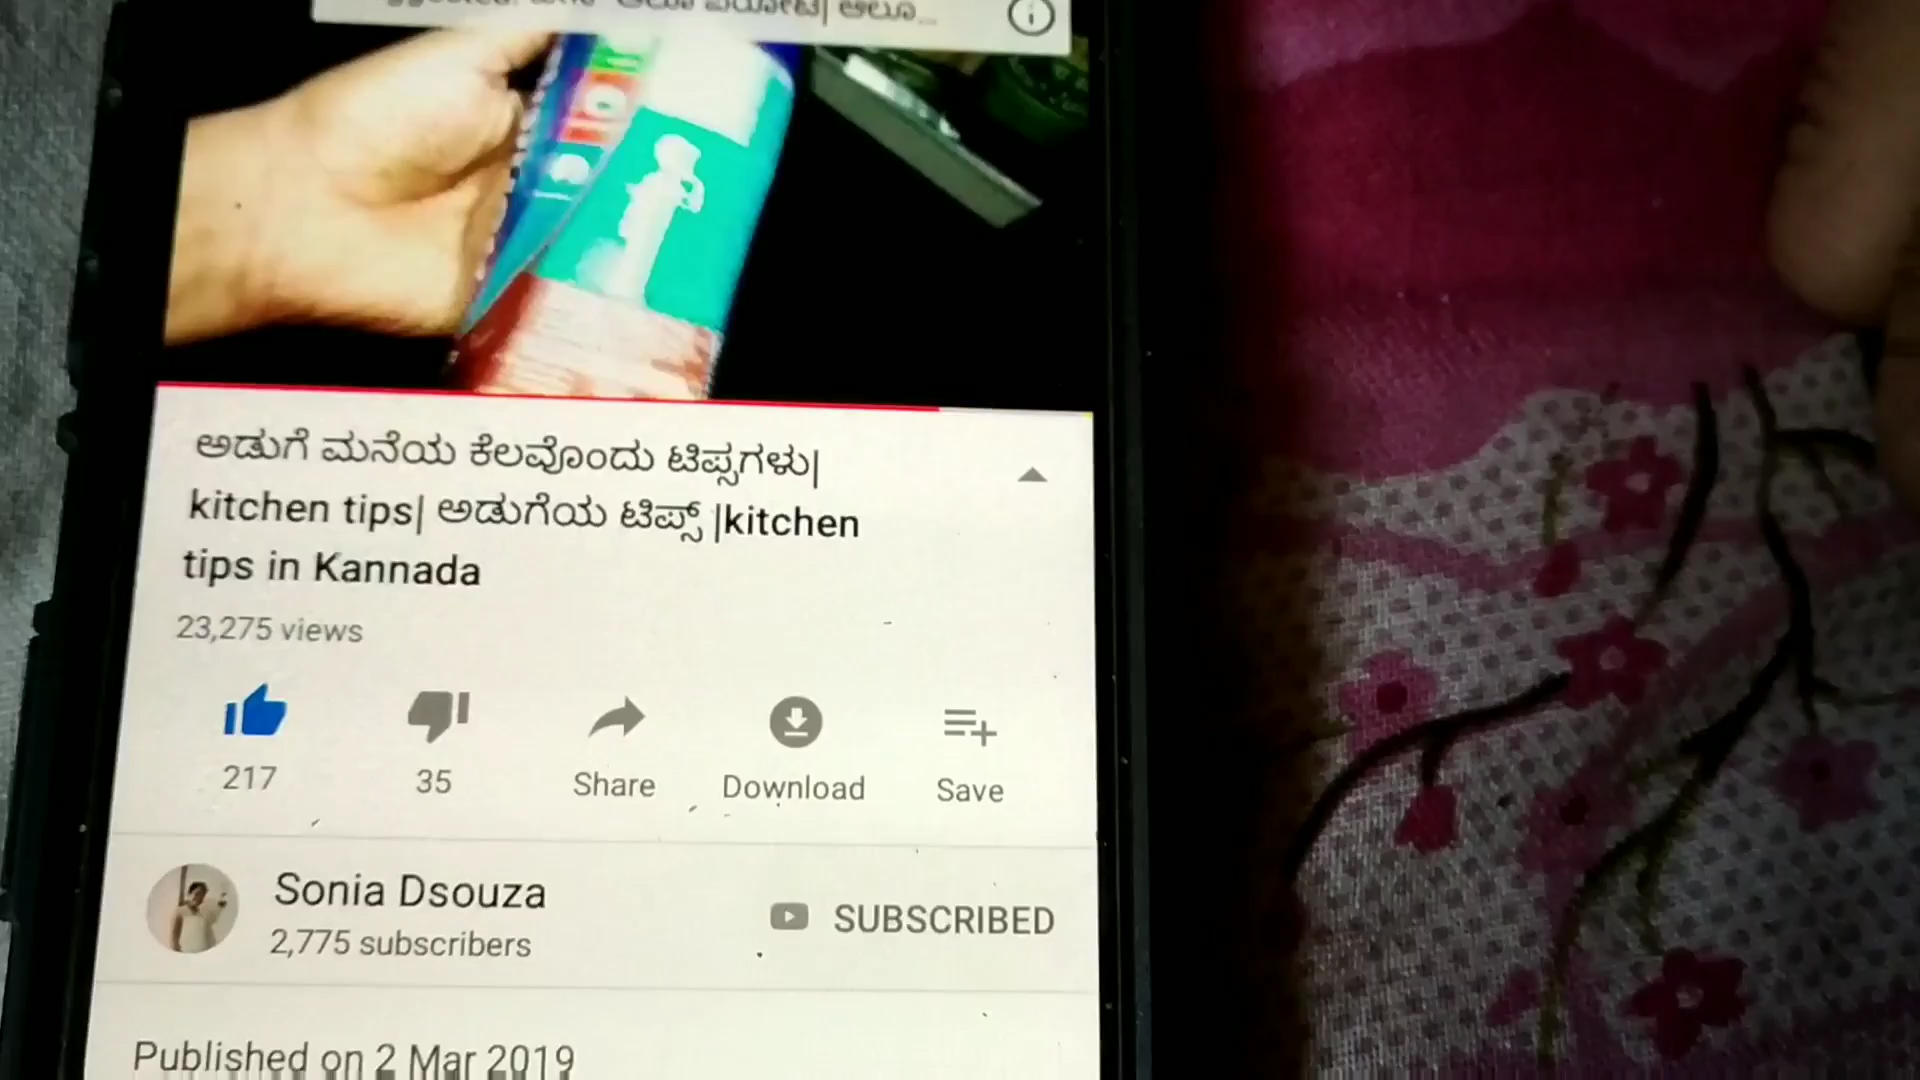 ಅಡುಗೆ ಮನೆಯ ಕೆಲವೊಂದು ಟಿಪ್ಸಗಳು|
kitchen tips| ಅಡುಗೆಯ ಟಿಪ್ಸ್ |kitchen
tips in Kannada
23,275 views
217
35
Share
Download
Save
Sonia Dsouza
2,775 subscribers
SUBSCRIBED
Published on 2 Mar 2019